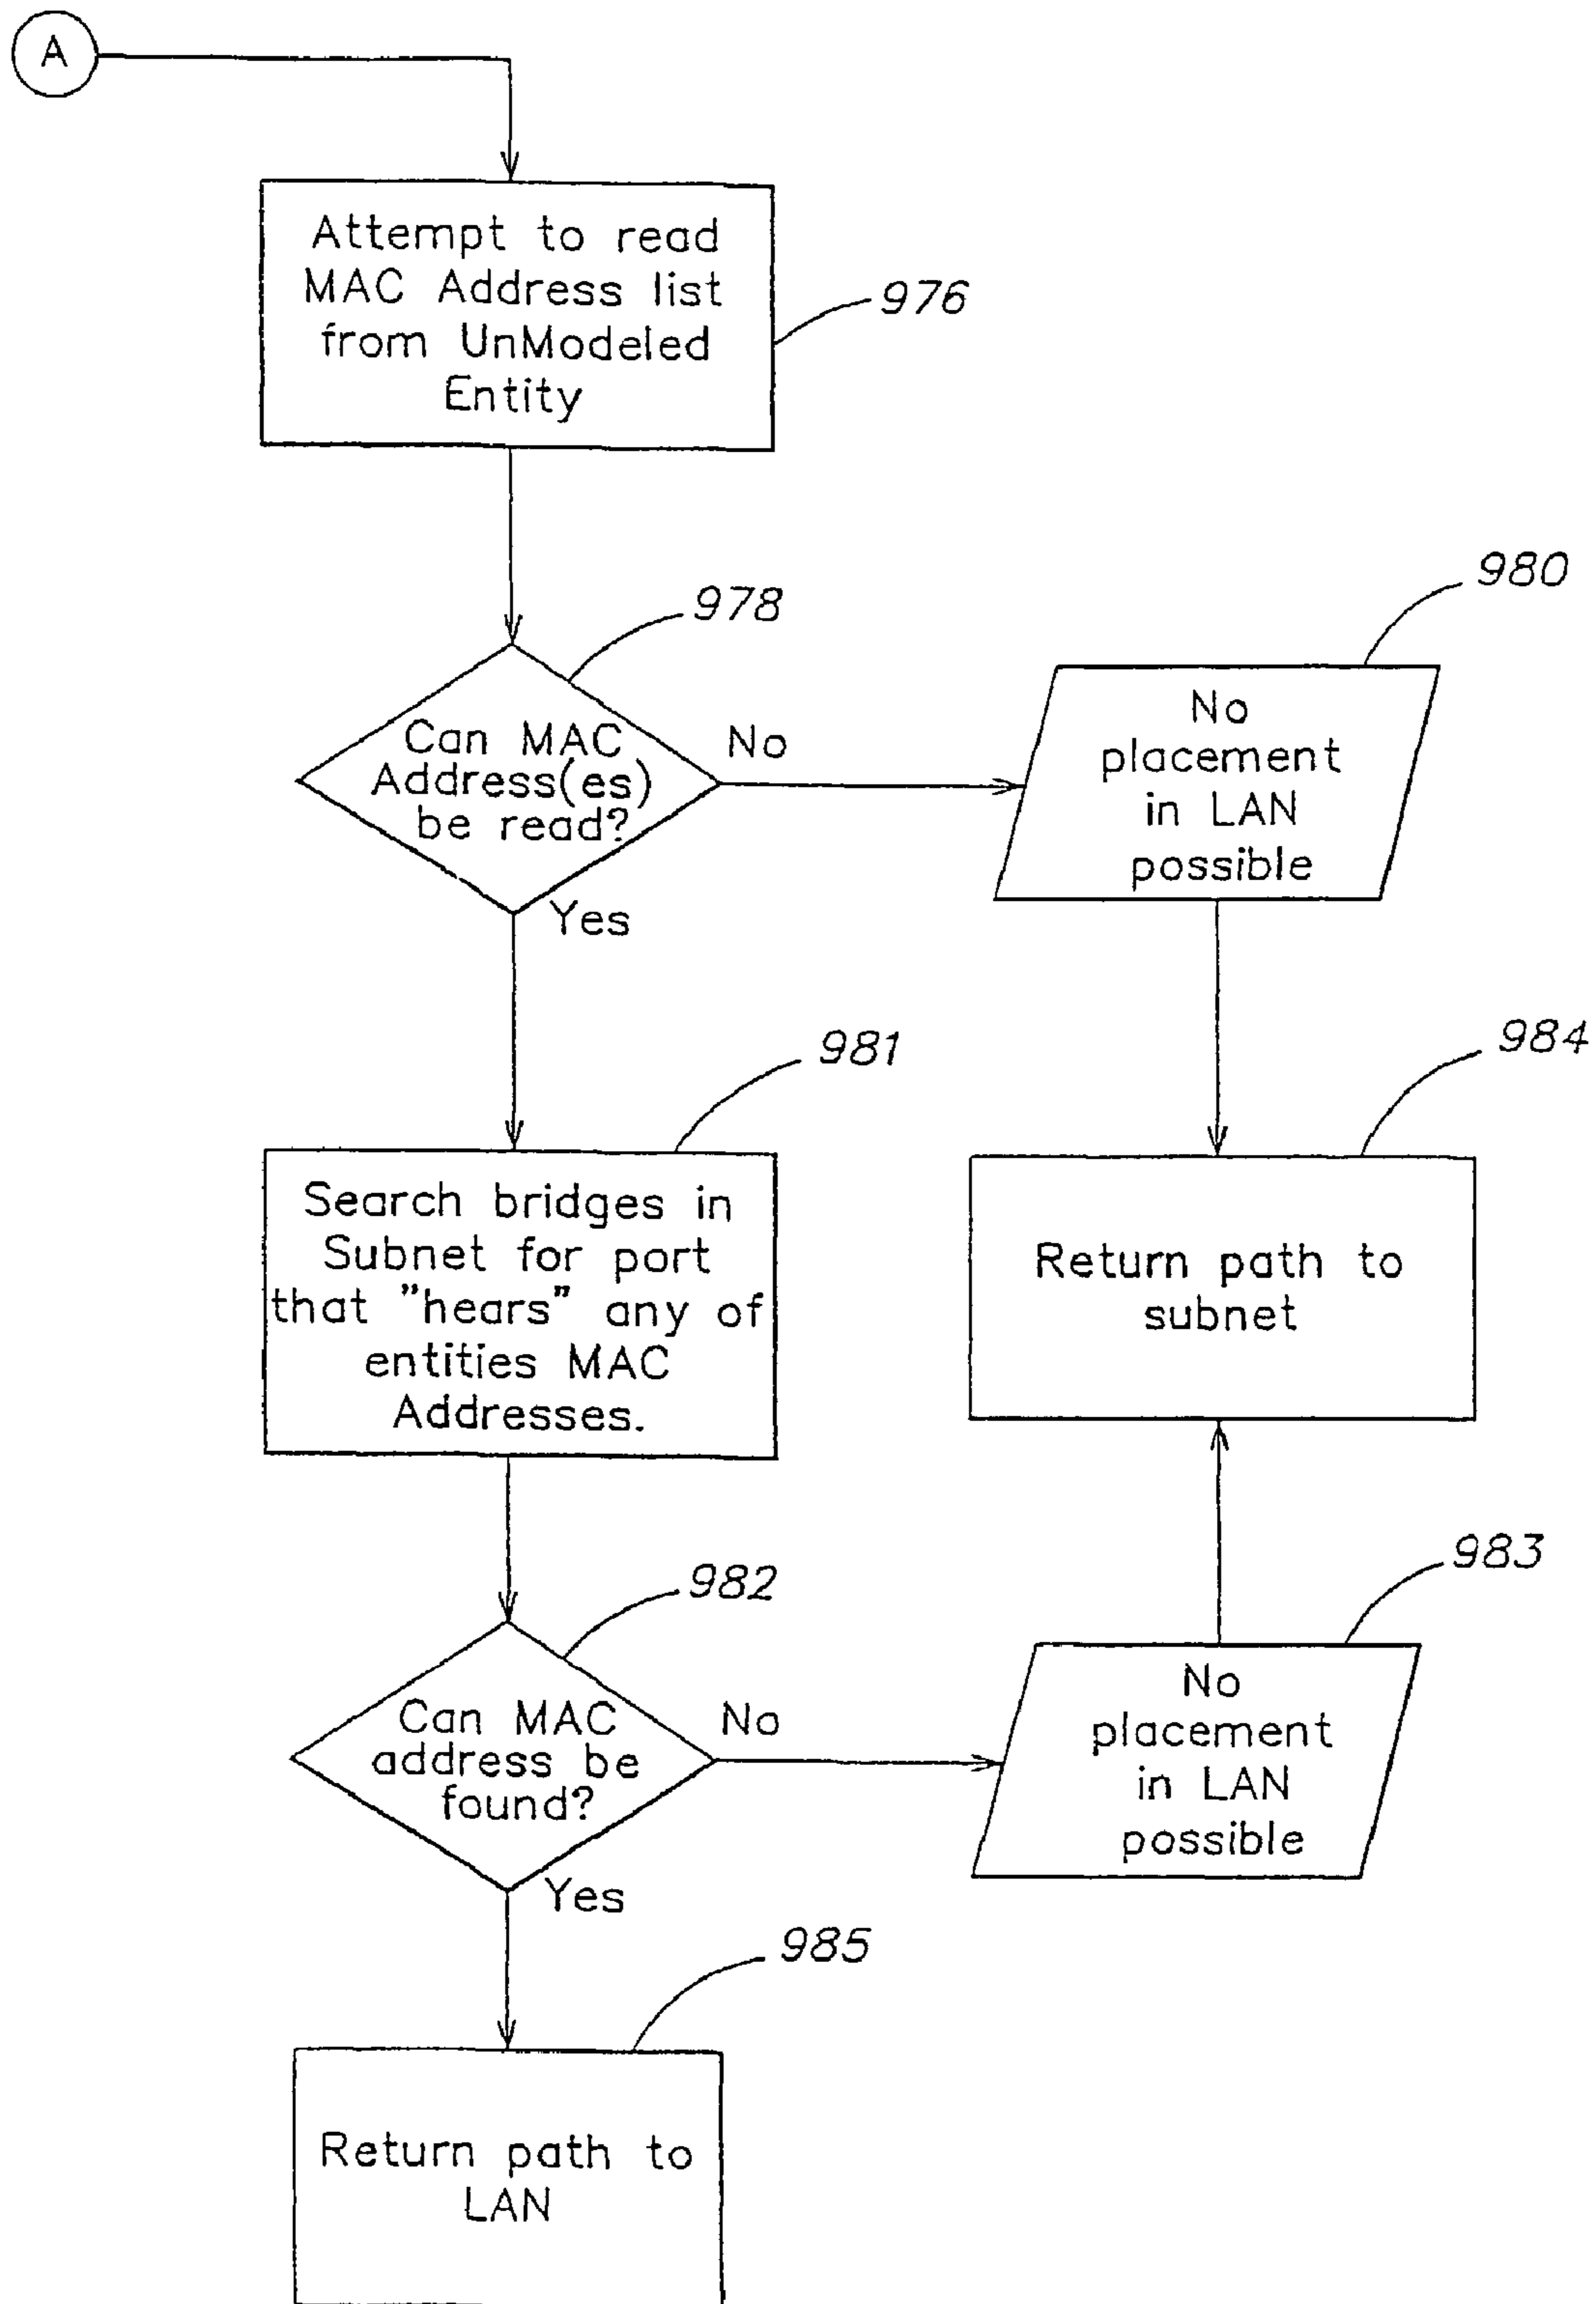 A
Attempt to read
MAC Address list
from UnModeled
Entity
976
978
Can MAC
Address(es)
be read?
No
Yes
980
No
placement
in LAN
possible
981
Search bridges in
Subnet for port
that "hears" any of
entities MAC
Addresses.
984
Return path to
subnet
982
Can MAC
address be
found?
No
Yes
983
No
placement
in LAN
possible
985
Return path to
LAN